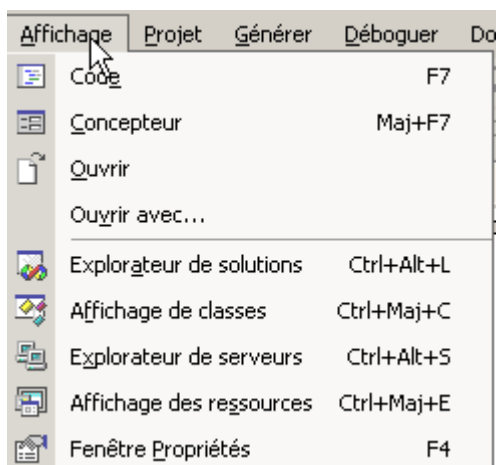 Affichage Projet Générer Déboguer Do
Code F7
Concepteur Maj+F7
Ouvrir
Ouvrir avec...
Explorateur de solutions Ctrl+Alt+L
Affichage de classes Ctrl+Maj+C
Explorateur de serveurs Ctrl+Alt+S
Affichage des ressources Ctrl+Maj+E
Fenêtre Propriétés F4